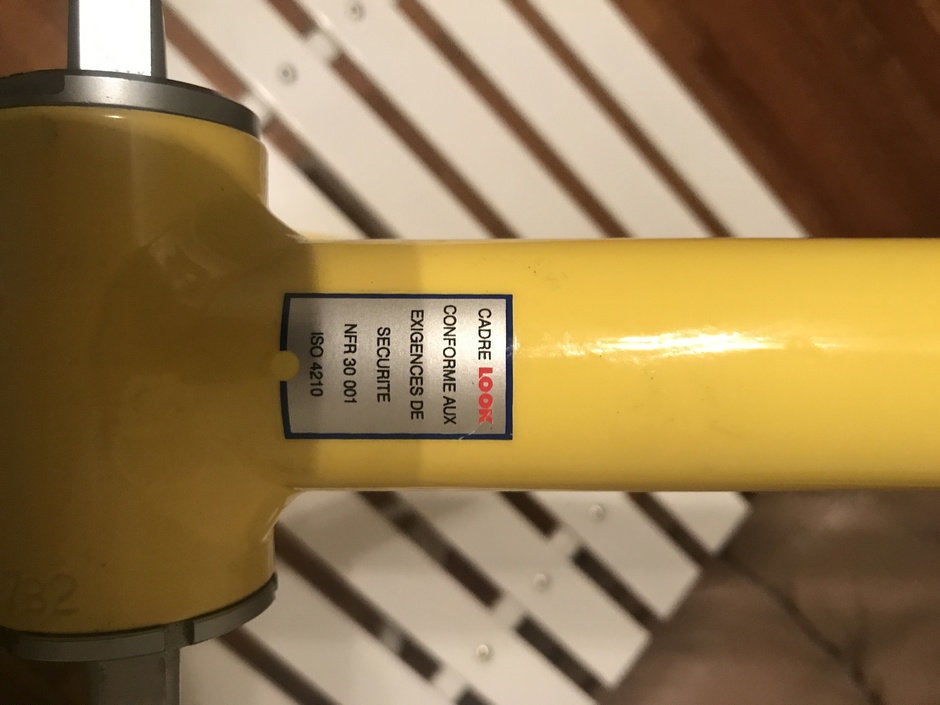 CADRE LOOK
CONFORME AUX
EXIGENCES DE
SECURITE
NFR 30 001
ISO 4210